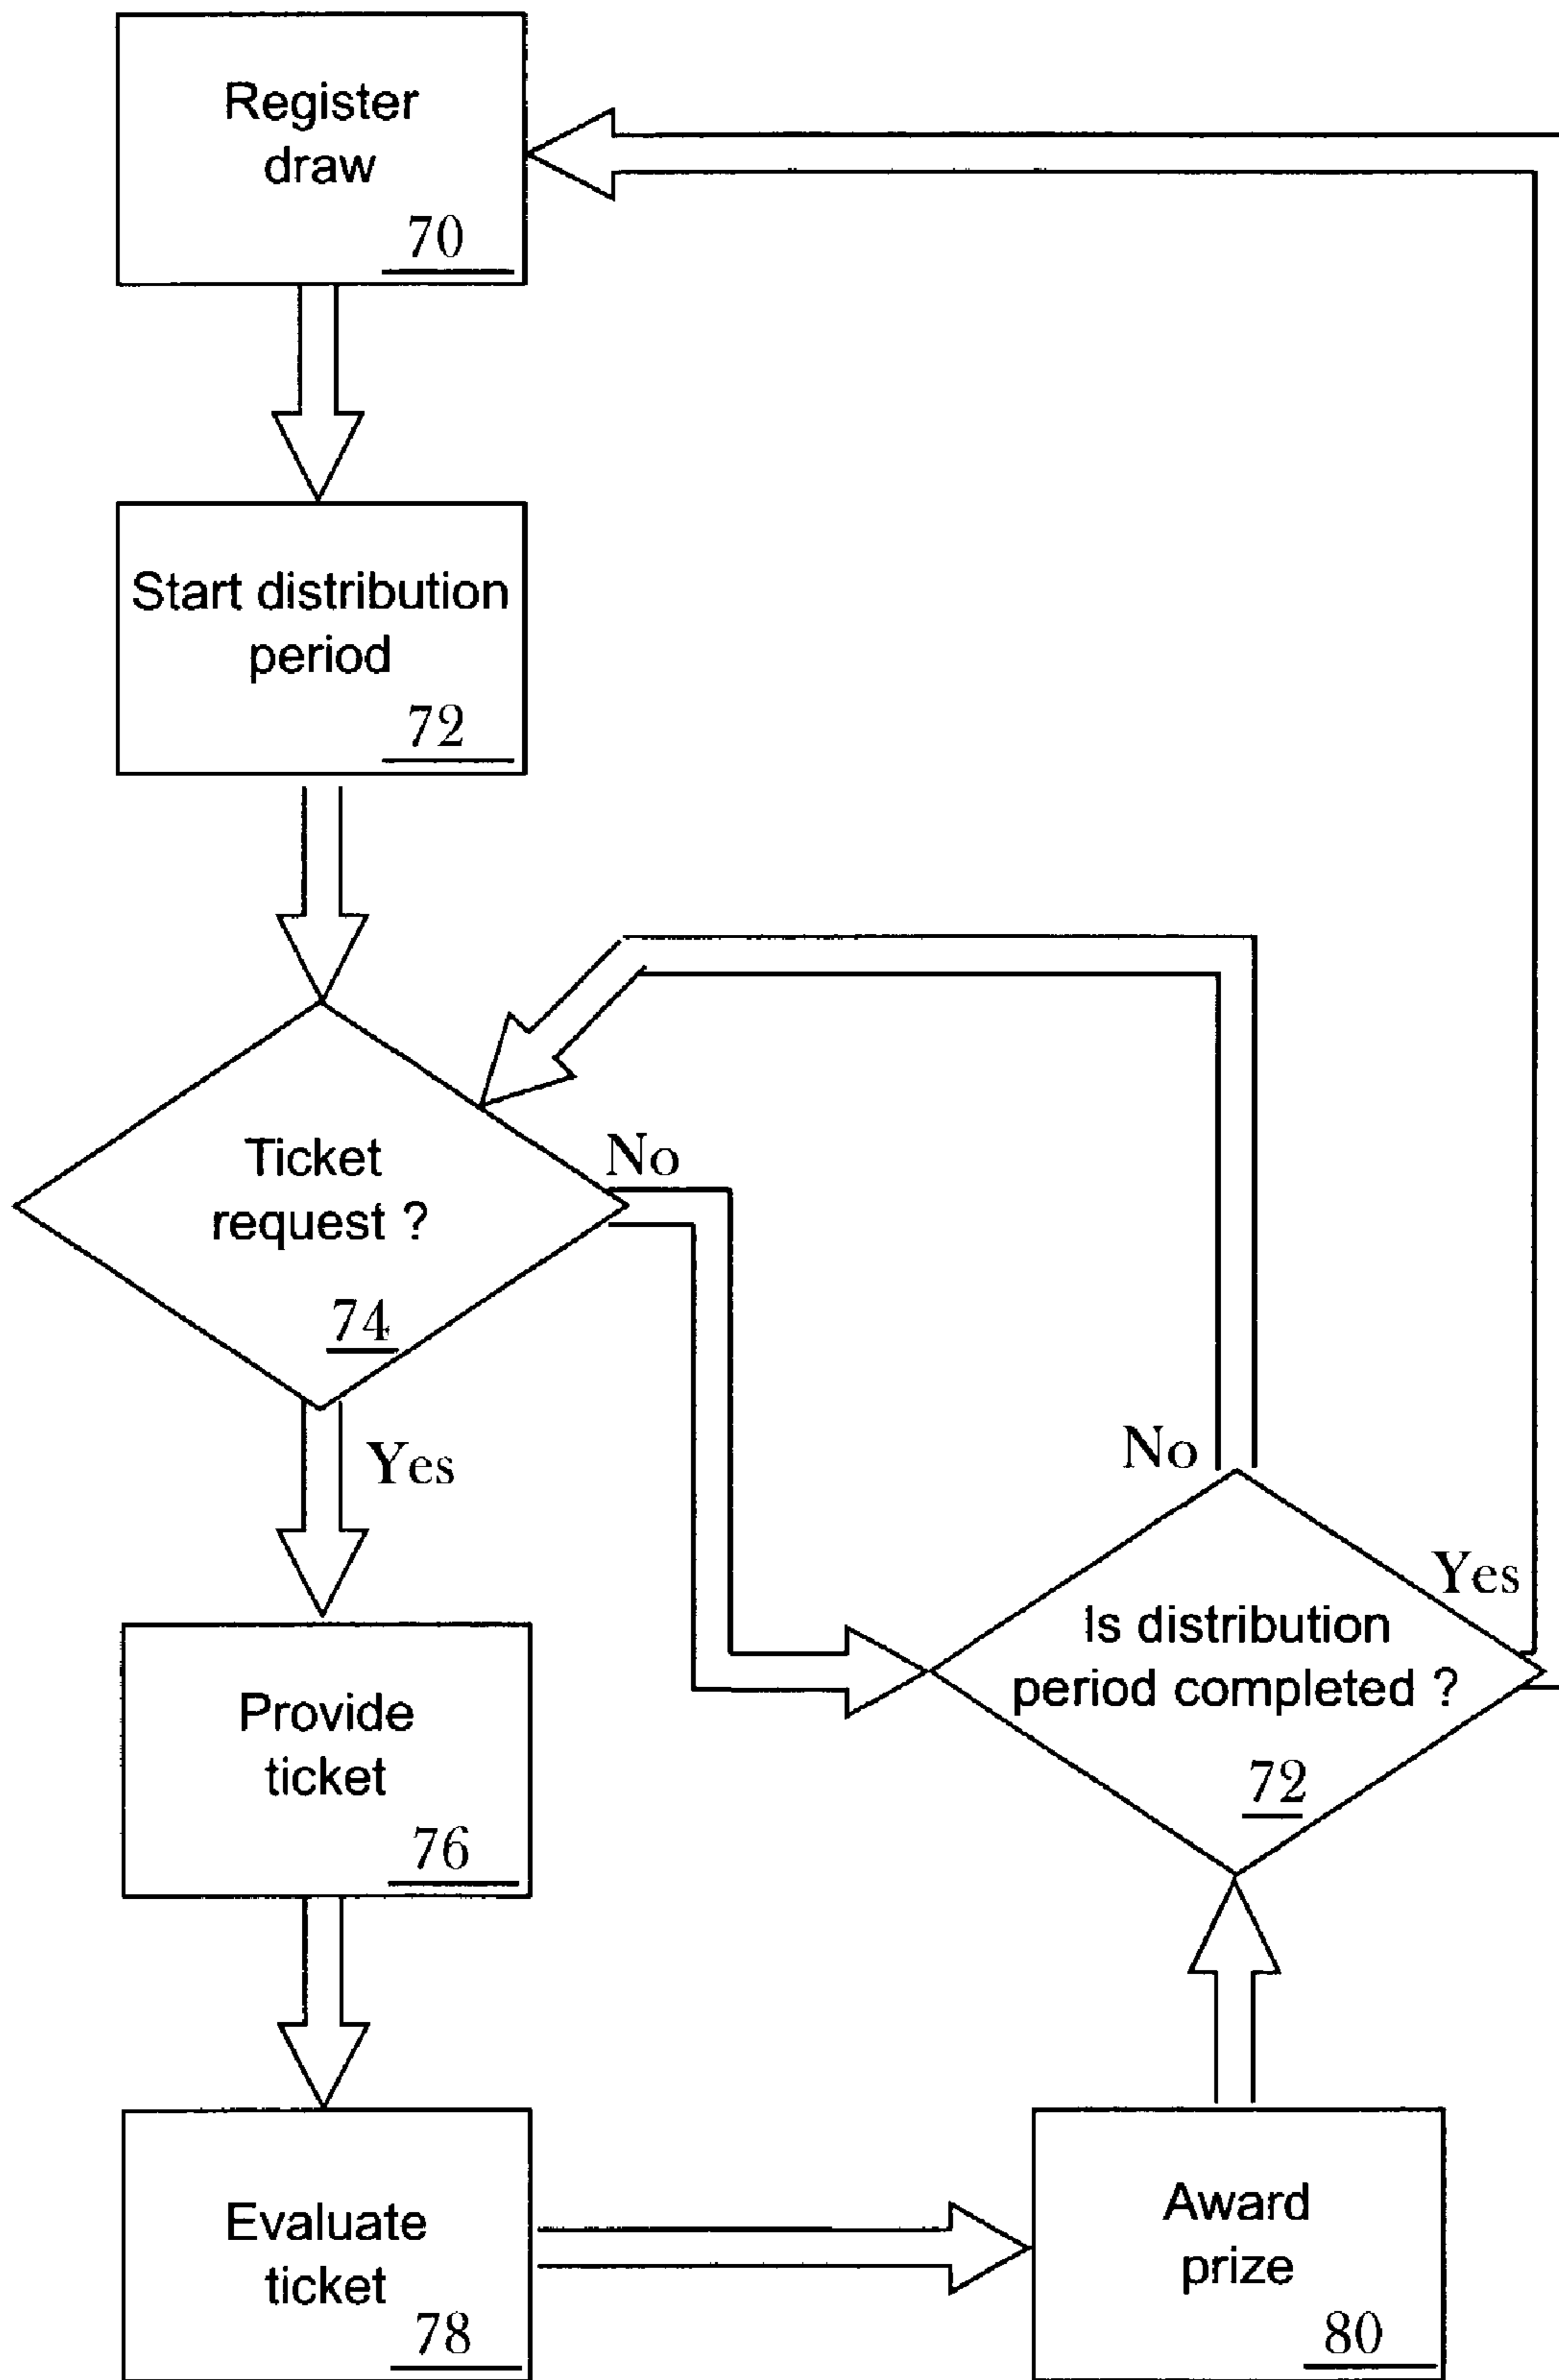 Register
draw
70
Start distribution
period
72
Ticket
request ?
74
No
Yes
No
Yes
Is distribution
period completed ?
72
Provide
ticket
76
Evaluate
ticket
78
Award
prize
80